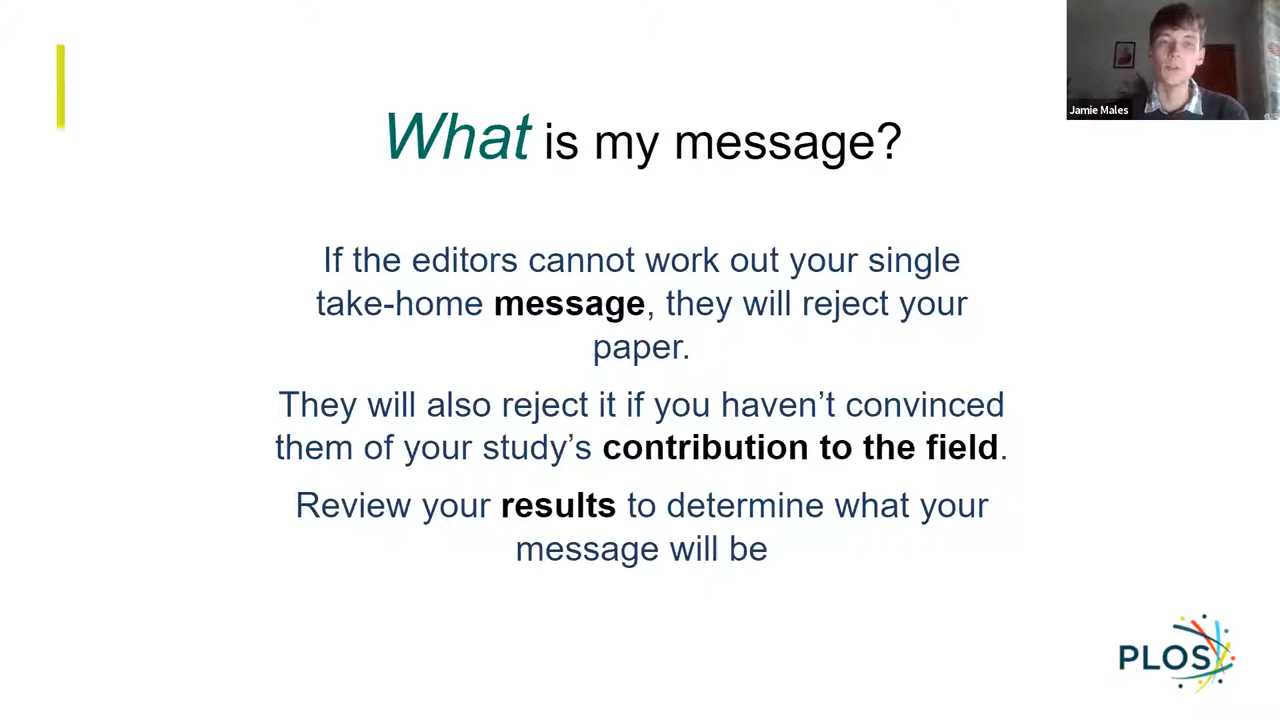 Jamie Males
What is my message?
If the editors cannot work out your single
take-home message, they will reject your
paper.
They will also reject it if you haven’t convinced
them of your study’s contribution to the field.
Review your results to determine what your
message will be
PLOS